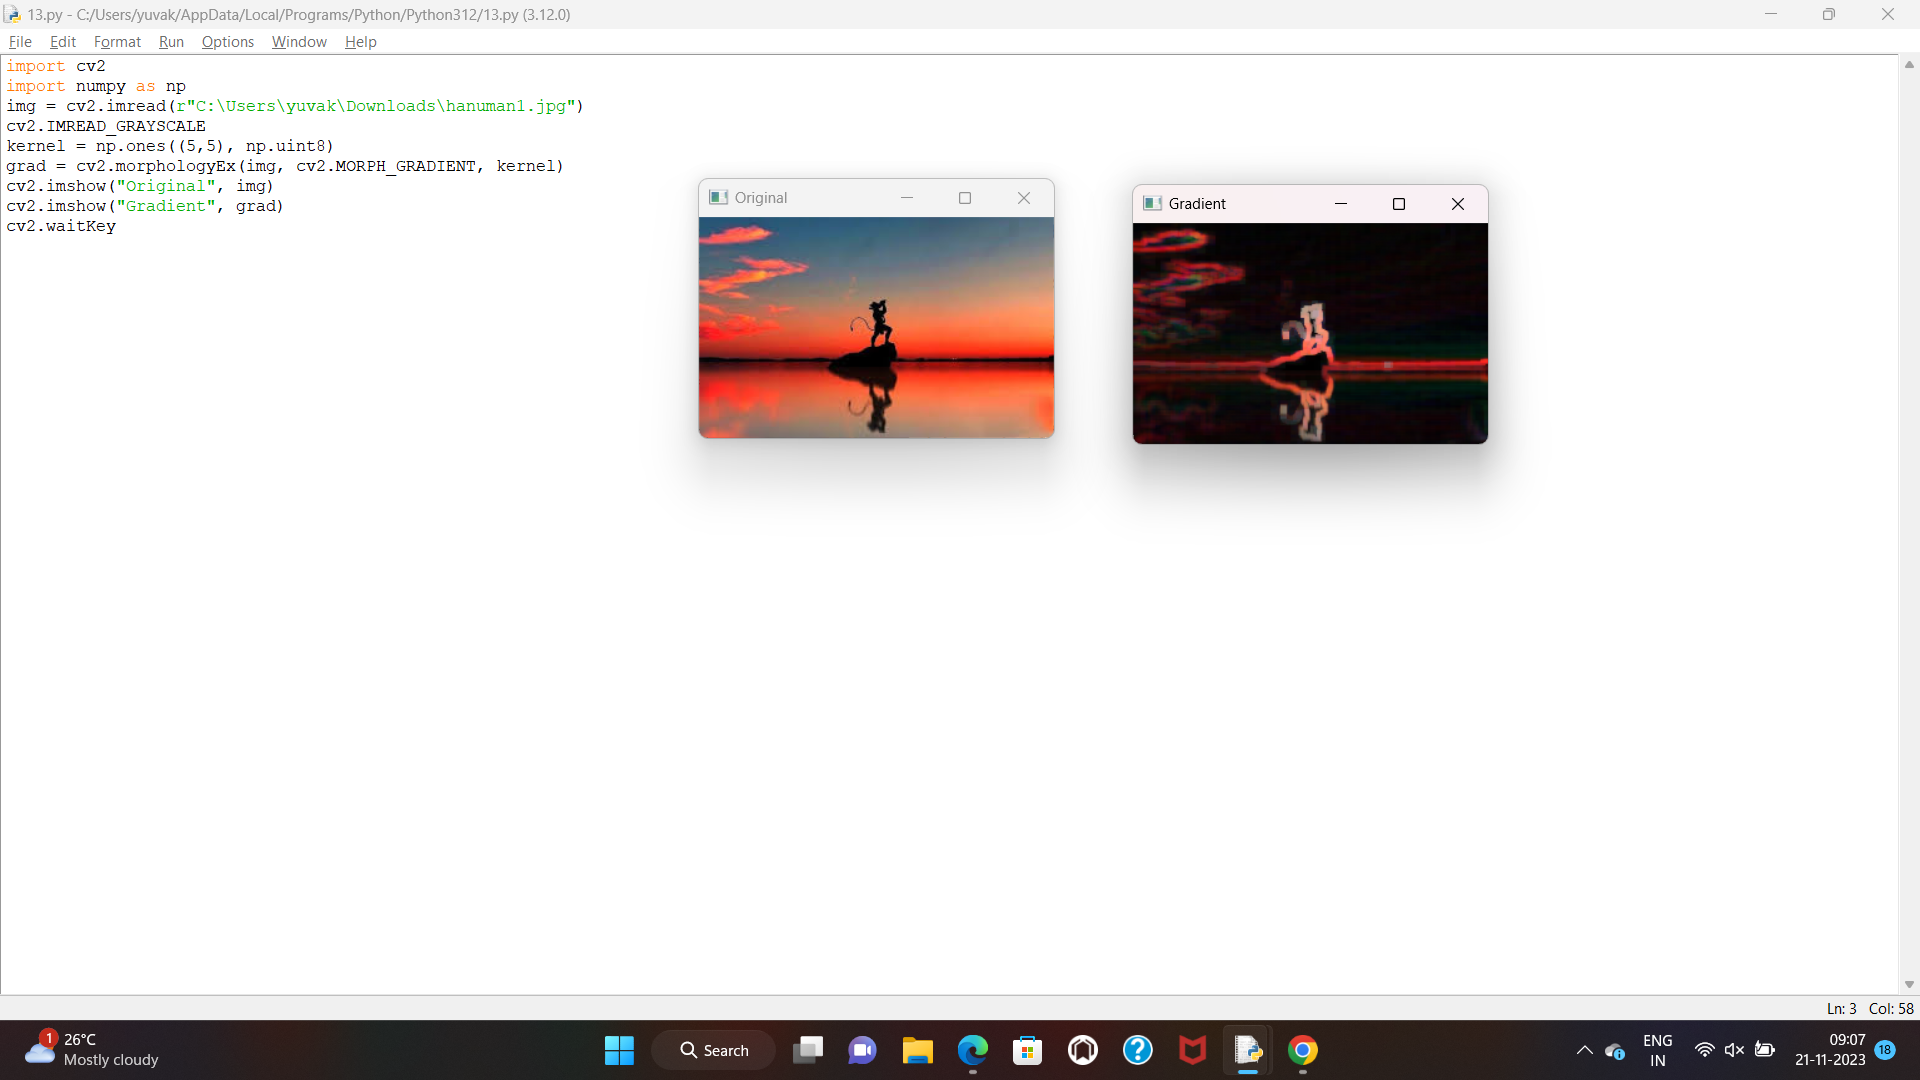 13.py - C:/Users/yuvak/AppData/Local/Programs/Python/Python312/13.py (3.12.0)
File Edit Format Run Options Window Help
import cv2
import numpy as np
img = cv2.imread(r"C:\Users\yuvak\Downloads\hanuman1.jpg")
cv2.IMREAD_GRAYSCALE
kernel = np.ones((5,5), np.uint8)
grad = cv2.morphologyEx(img, cv2.MORPH_GRADIENT, kernel)
cv2.imshow("Original", img)
cv2.imshow("Gradient", grad)
cv2.waitKey
Original
Gradient
Ln: 3 Col: 58
1
26°C
Mostly cloudy
Search
ENG
IN
09:07
21-11-2023
18